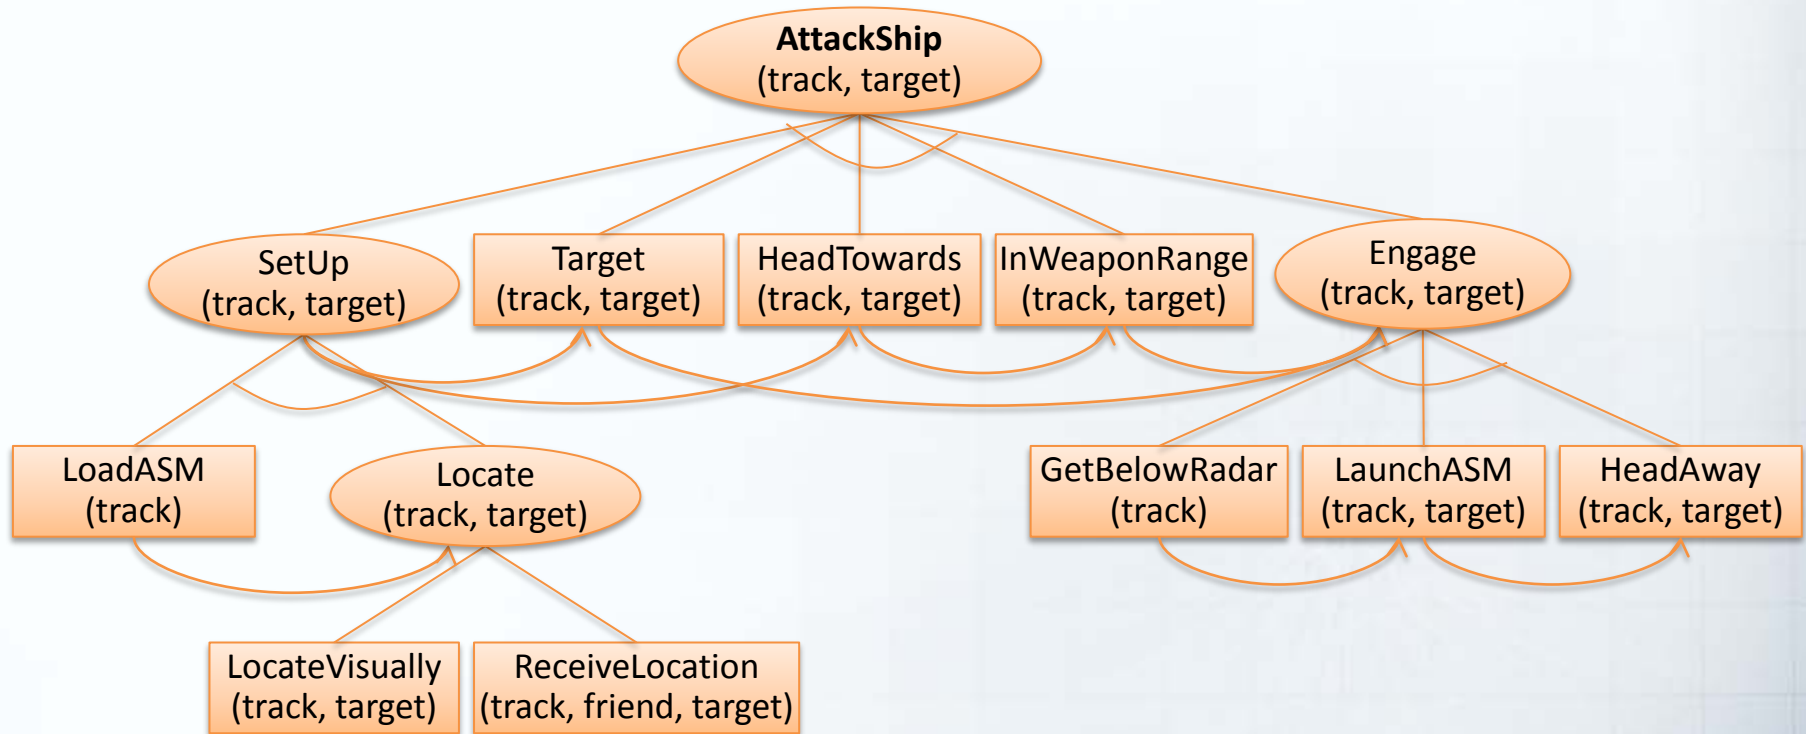 AttackShip
(track, target)
SetUp
(track, target)
Target
(track, target)
HeadTowards
(track, target)
InWeaponRange
(track, target)
Engage
(track, target)
LoadASM
(track)
Locate
(track, target)
GetBelowRadar
(track)
LaunchASM
(track, target)
HeadAway
(track, target)
LocateVisually
(track, target)
ReceiveLocation
(track, friend, target)